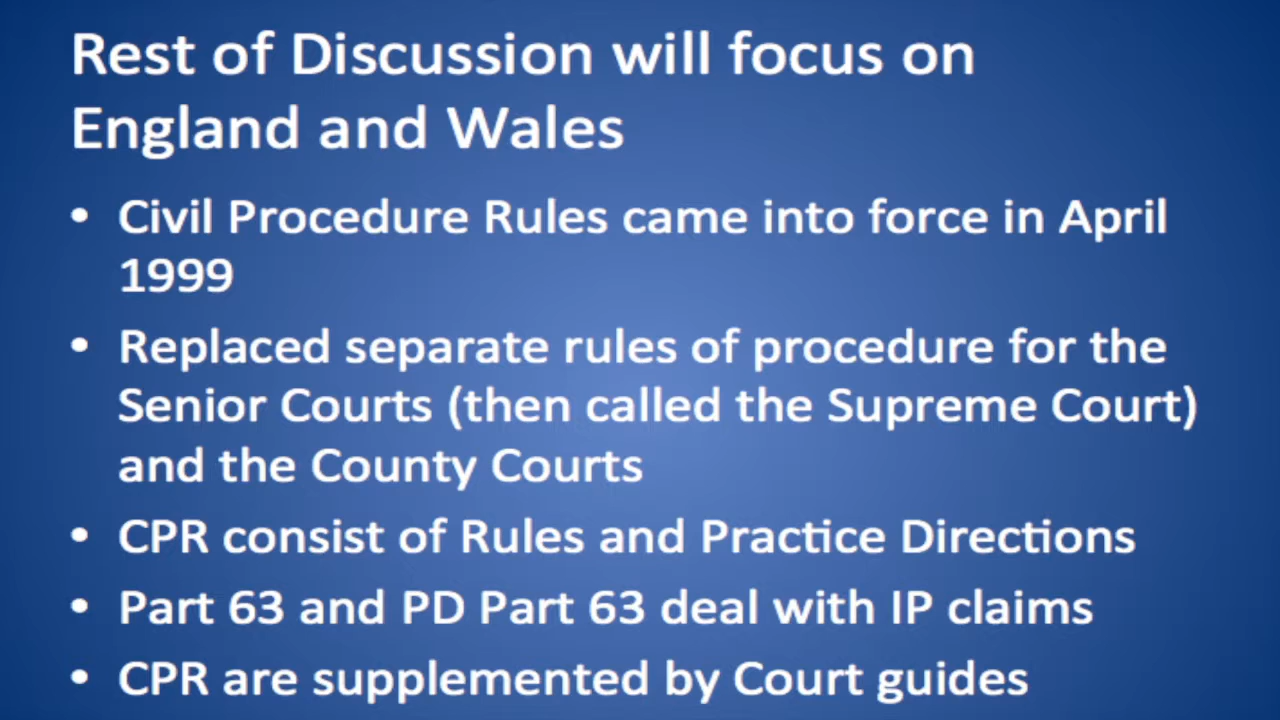 Rest of Discussion will focus on
England and Wales
• Civil Procedure Rules came into force in April
1999
• Replaced separate rules of procedure for the
Senior Courts (then called the Supreme Court)
and the County Courts
• CPR consist of Rules and Practice Directions
• Part 63 and PD Part 63 deal with IP claims
• CPR are supplemented by Court guides